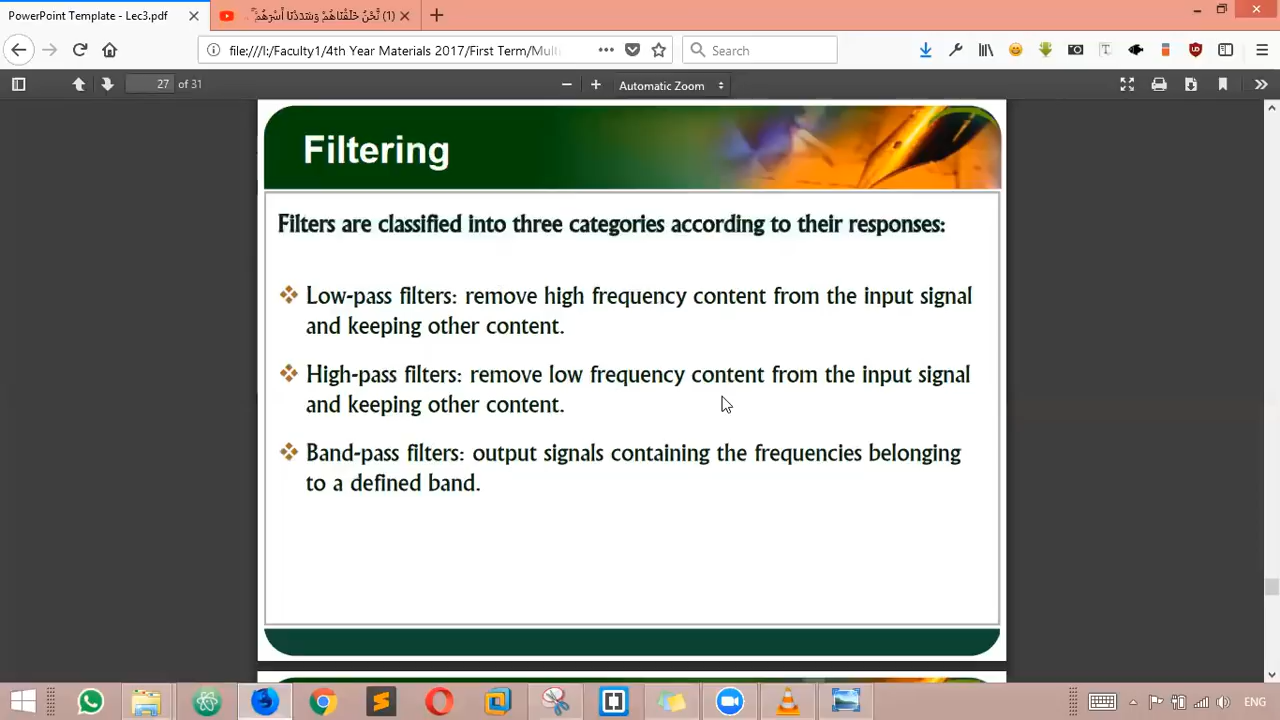 PowerPoint Template - Lec3.pdf
(1) نَّحْنُ خَلَقْنَاهُمْ وَشَدَدْنَا أَسْرَهُمْ
file:///I:/Faculty1/4th Year Materials 2017/First Term/Mult
Search
27 of 31
Automatic Zoom
Filtering
Filters are classified into three categories according to their responses:
Low-pass filters: remove high frequency content from the input signal
and keeping other content.
High-pass filters: remove low frequency content from the input signal
and keeping other content.
Band-pass filters: output signals containing the frequencies belonging
to a defined band.
ENG